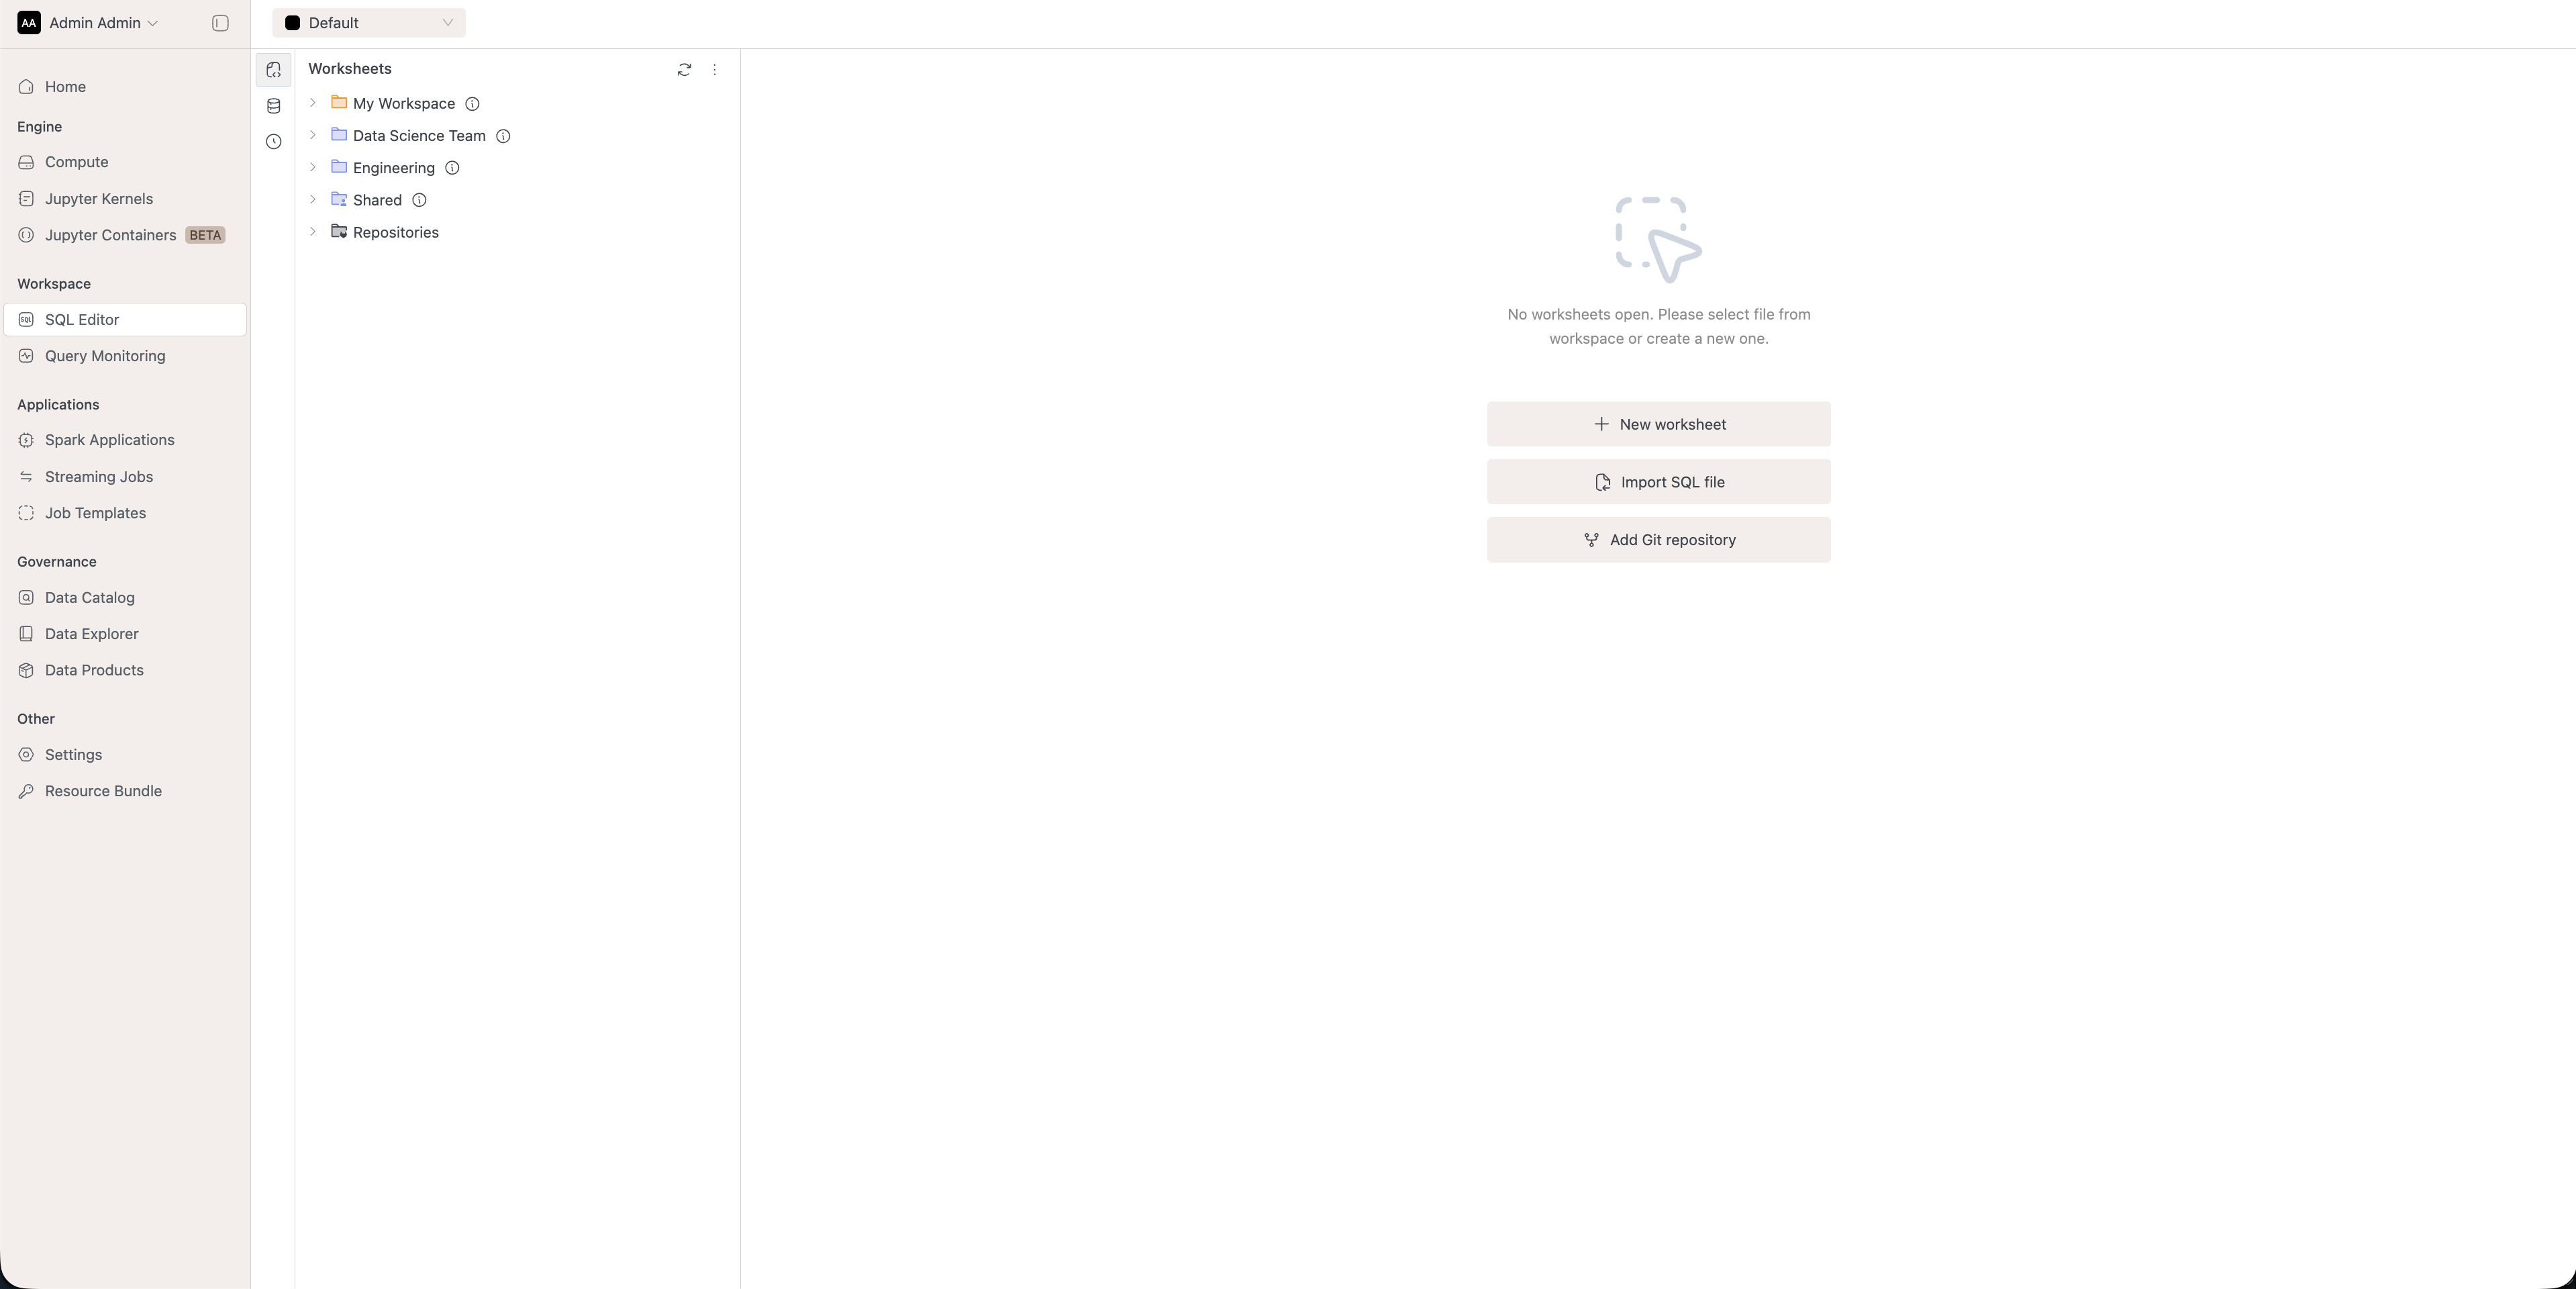 AA Admin Admin
Default
Home
Engine
Compute
Jupyter Kernels
Jupyter Containers BETA
Workspace
SQL Editor
Query Monitoring
Applications
Spark Applications
Streaming Jobs
Job Templates
Governance
Data Catalog
Data Explorer
Data Products
Other
Settings
Resource Bundle
Worksheets
My Workspace
Data Science Team
Engineering
Shared
Repositories
No worksheets open. Please select file from
workspace or create a new one.
New worksheet
Import SQL file
Add Git repository